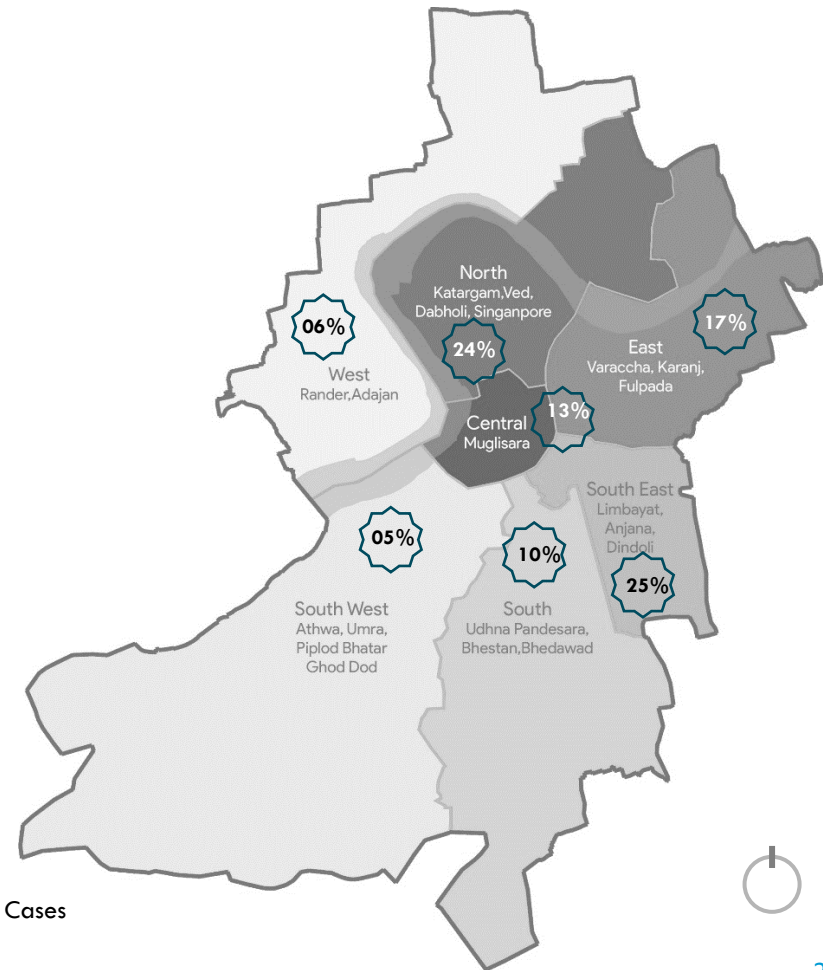 North
Katargam,Ved,
Dabholi, Singanpore
24%
06%
West
Rander,Adajan
17%
East
Varaccha, Karanj,
Fulpada
13%
Central
Muglisara
South East
Limbayat,
Anjana,
Dindoli
25%
05%
South West
Athwa, Umra,
Piplod Bhatar
Ghod Dod
10%
South
Udhna Pandesara,
Bhestan,Bhedawad
Cases